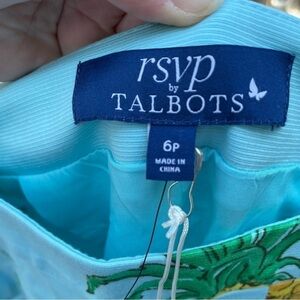 rsvp
by
TALBOTS
6P
MADE IN
CHINA